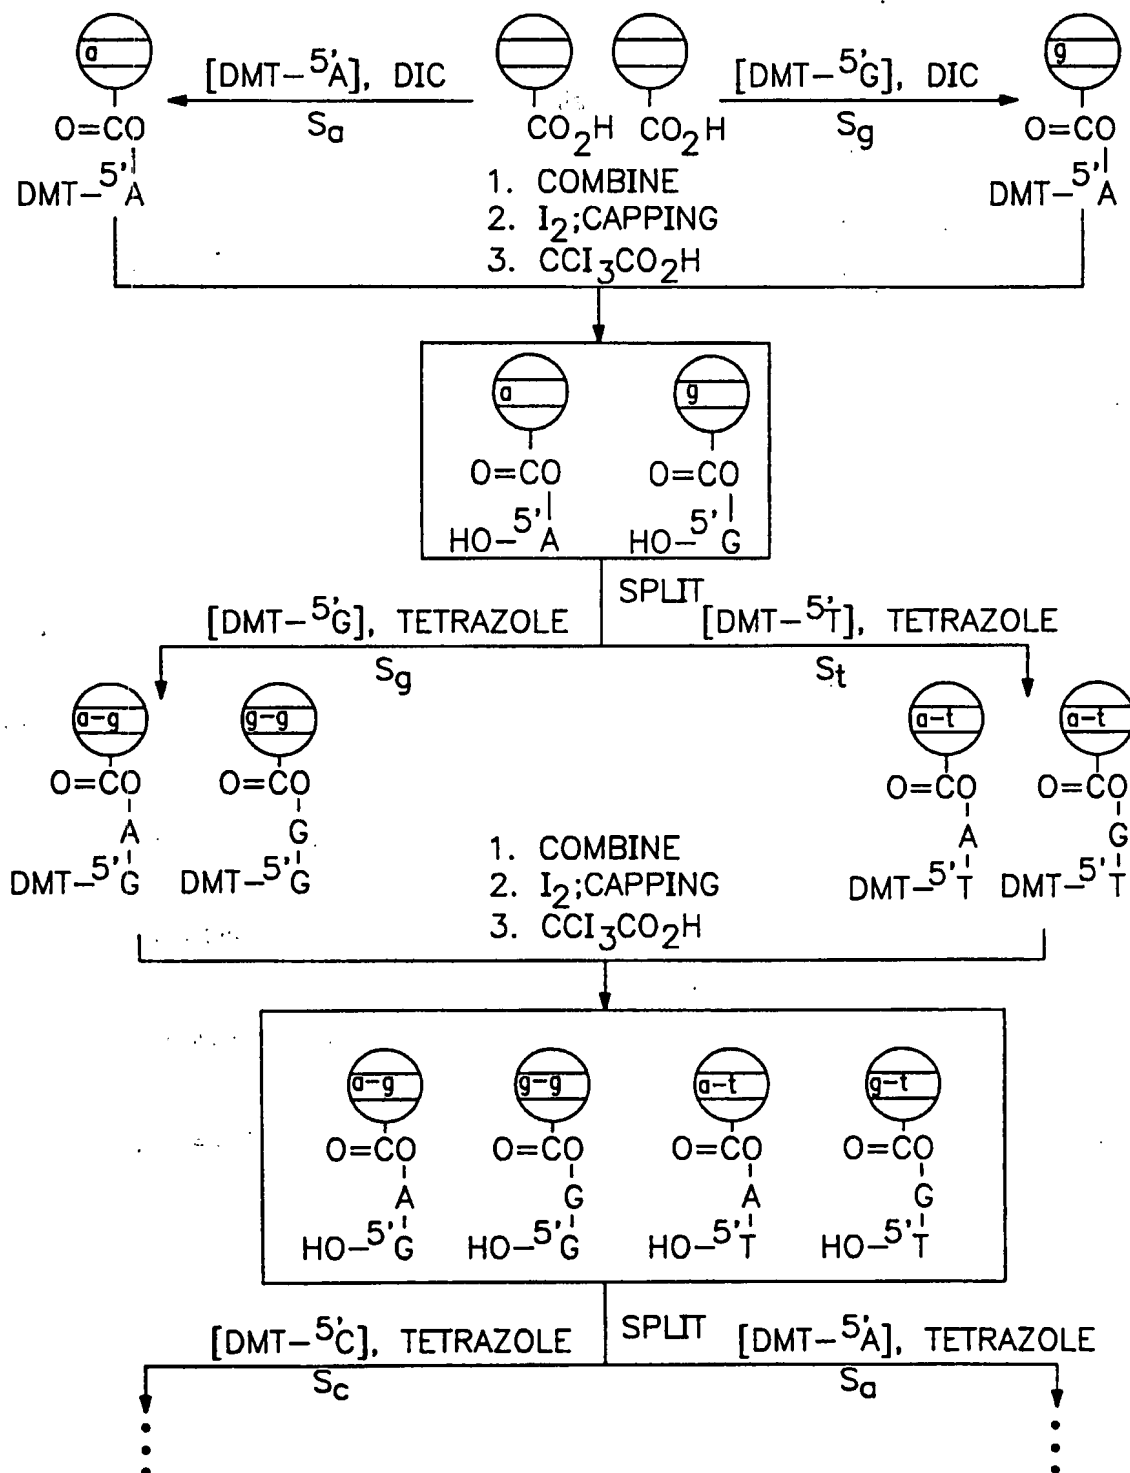 a
g
[DMT-5'A], DIC
[DMT-5'G], DIC
Sa
Sg
O=CO
CO2H
CO2H
O=CO
DMT-5'A
DMT-5'A
1. COMBINE
2. I2;CAPPING
3. CCI3CO2H
a
g
O=CO
O=CO
HO-5'A
HO-5'G
SPLIT
[DMT-5'G], TETRAZOLE
[DMT-5'T], TETRAZOLE
Sg
St
a-g
g-g
a-t
a-t
O=CO
O=CO
O=CO
O=CO
A
G
A
G
DMT-5'G
DMT-5'G
DMT-5'T
DMT-5'T
1. COMBINE
2. I2;CAPPING
3. CCI3CO2H
a-g
g-g
a-t
g-t
O=CO
O=CO
O=CO
O=CO
A
G
A
G
HO-5'G
HO-5'G
HO-5'T
HO-5'T
SPLIT
[DMT-5'C], TETRAZOLE
[DMT-5'A], TETRAZOLE
Sc
Sa